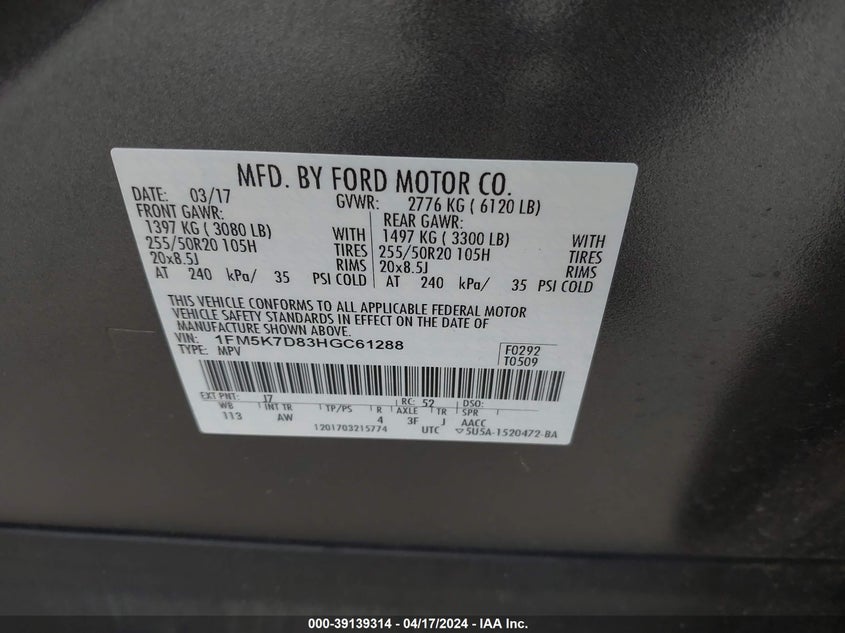 MFD. BY FORD MOTOR CO.
DATE: 03/17 GVWR: 2776 KG ( 6120 LB)
FRONT GAWR: REAR GAWR:
1397 KG ( 3080 LB) WITH 1497 KG ( 3300 LB) WITH
255/50R20 105H TIRES 255/50R20 105H TIRES
20x8.5J RIMS 20x8.5J RIMS
AT 240 kPa/ 35 PSI COLD AT 240 kPa/ 35 PSI COLD
THIS VEHICLE CONFORMS TO ALL APPLICABLE FEDERAL MOTOR
VEHICLE SAFETY STANDARDS IN EFFECT ON THE DATE OF
MANUFACTURE SHOWN ABOVE.
VIN: 1FM5K7D83HGC61288 F0292
TYPE: MPV T0509
EXT PNT: J7 RC: 52 DSO:
WB INT TR TP/PS R AXLE TR SPR
113 AW 4 3F J AACC
1201703215774 UTC ▽5U5A-1520472-BA
000-39139314 - 04/17/2024 - IAA Inc.